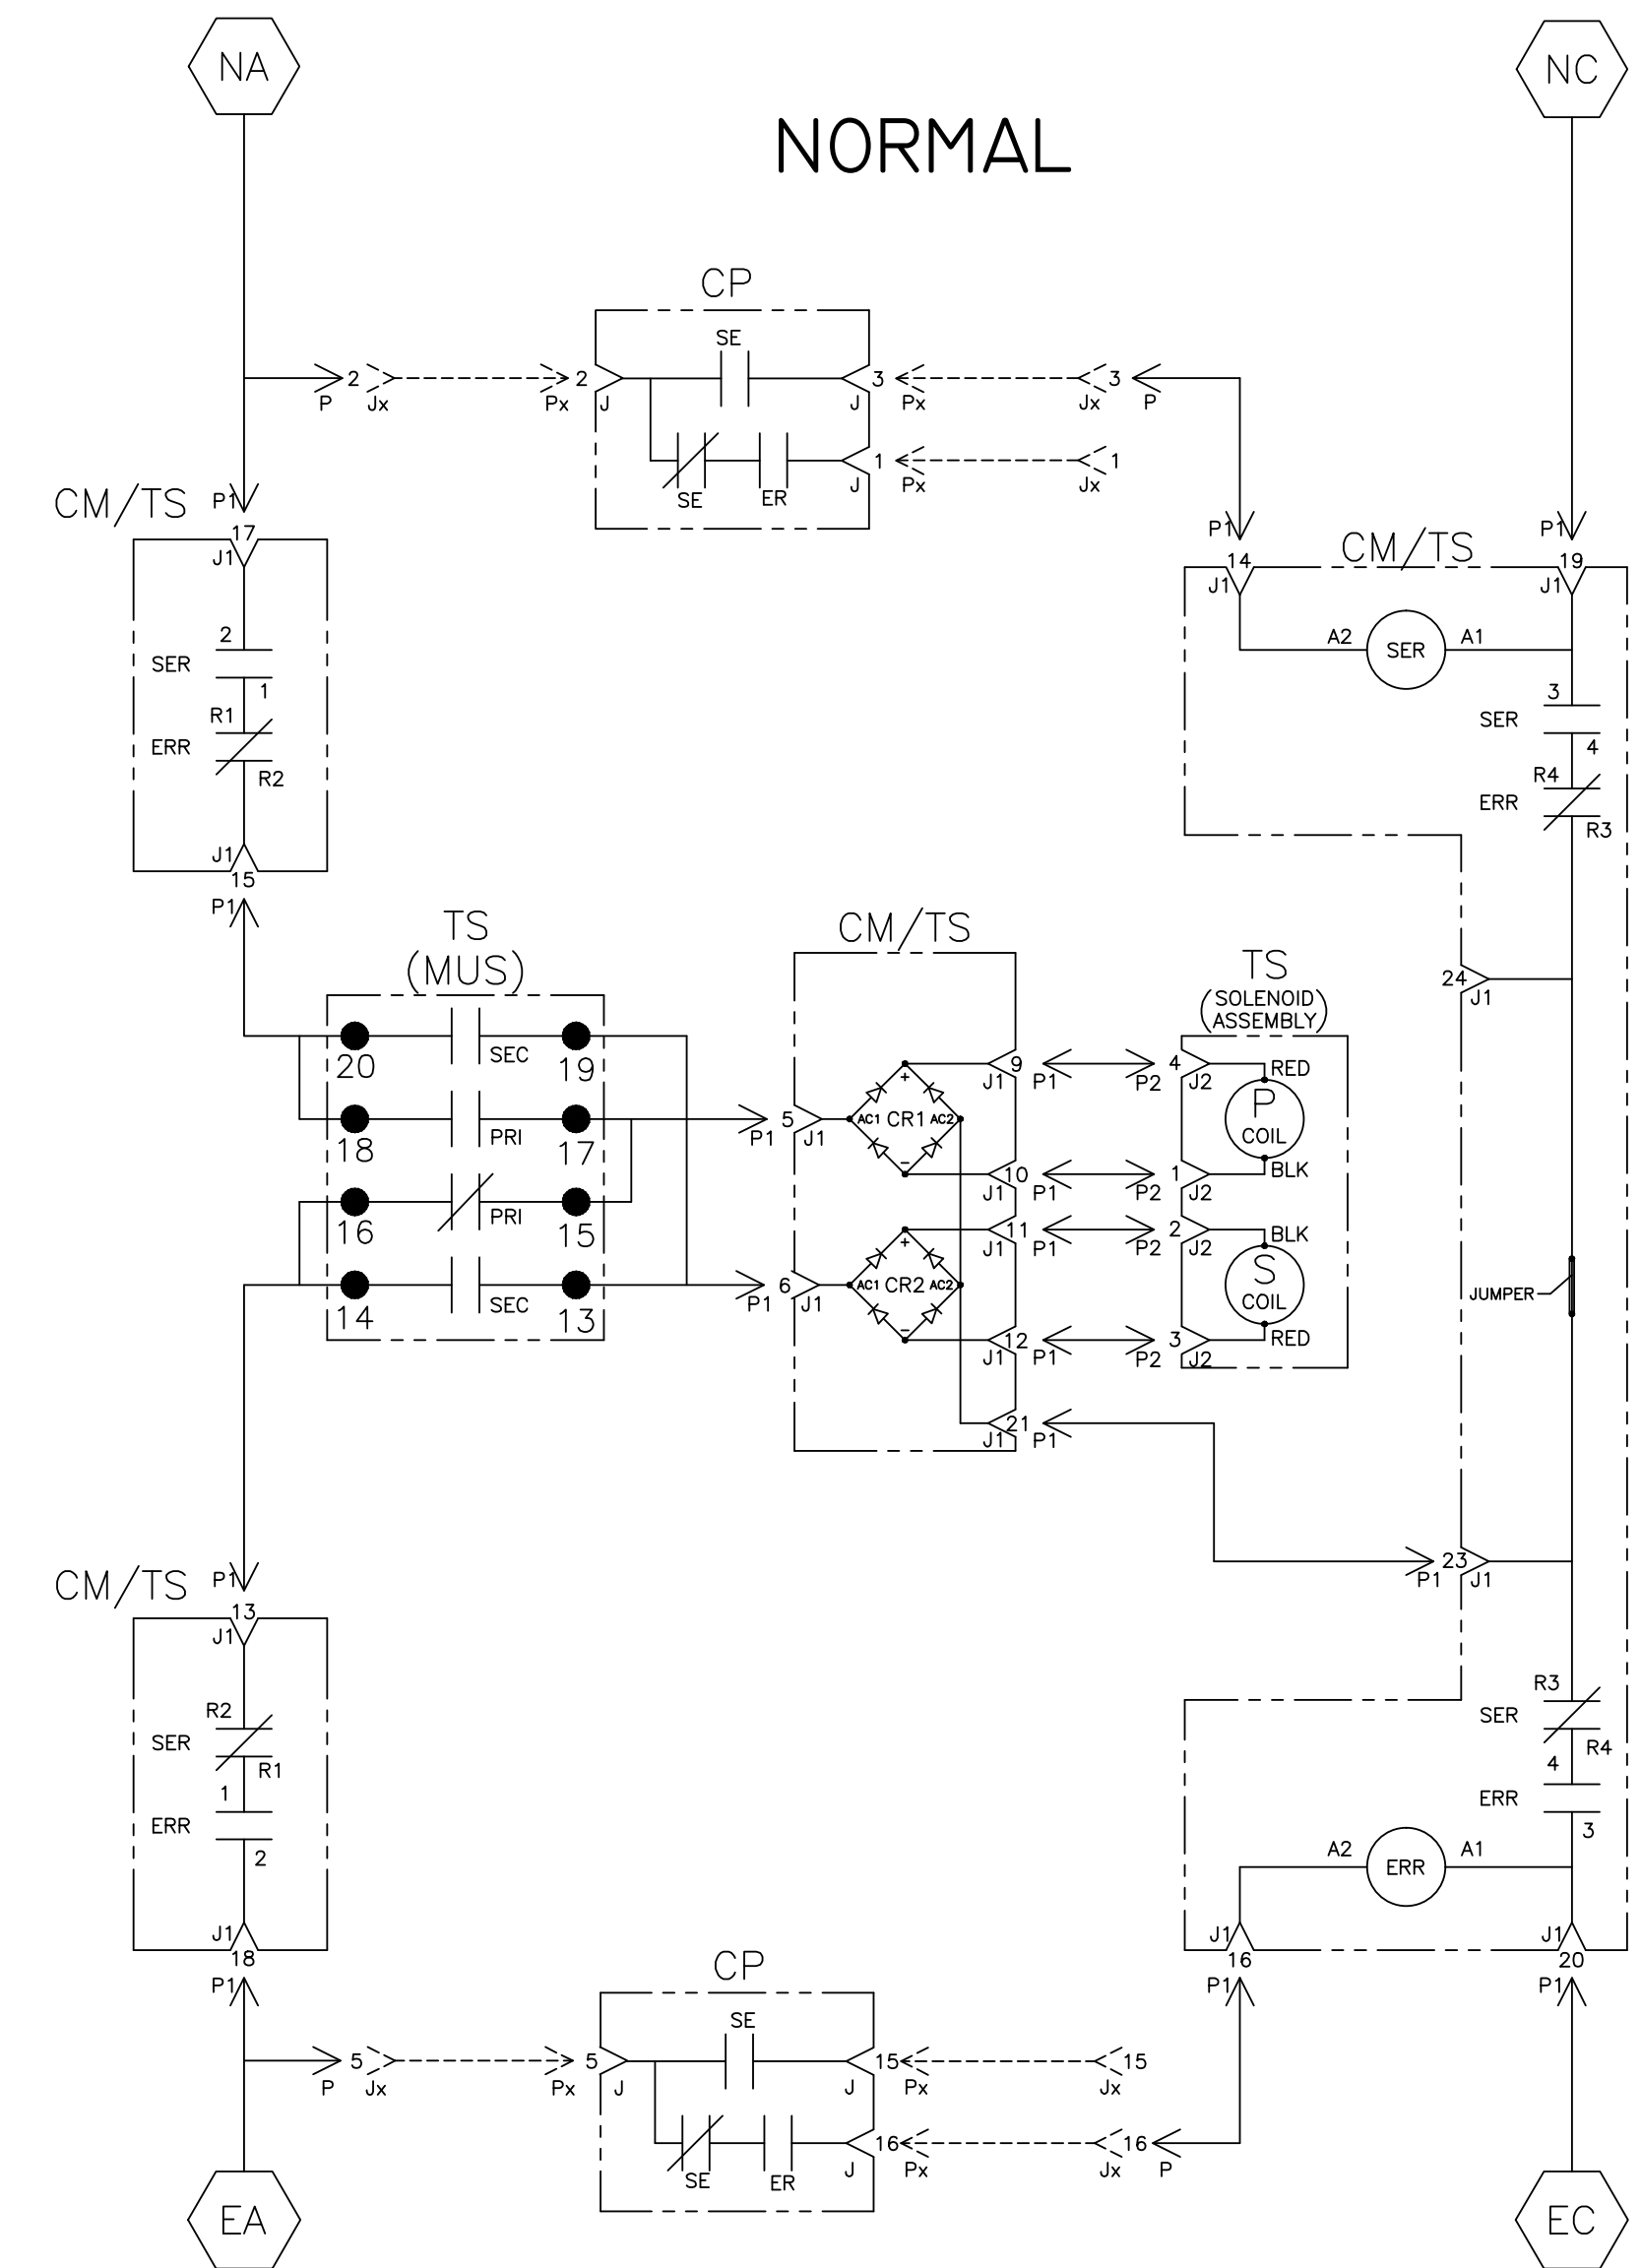 NA
NC
NORMAL
CP
SE
2
P
Jx
Px
2
J
3
J
Px
Jx
3
P
SE
ER
1
J
Px
Jx
1
CM/TS
P1
17
J1
2
SER
1
R1
ERR
R2
J1
15
P1
P1
14
J1
CM/TS
P1
19
J1
A2
SER
A1
3
SER
4
R4
ERR
R3
24
J1
TS
(MUS)
20
SEC
19
18
PRI
17
16
PRI
15
14
SEC
13
P1
5
J1
P1
6
J1
CM/TS
AC1
CR1
AC2
+
−
AC1
CR2
AC2
+
−
9
J1
P1
10
J1
P1
11
J1
P1
12
J1
P1
21
J1
P1
TS
(SOLENOID
ASSEMBLY)
P2
4
J2
RED
P
COIL
P2
1
J2
BLK
P2
2
J2
BLK
S
COIL
P2
3
J2
RED
JUMPER
P1
23
J1
CM/TS
P1
13
J1
R2
SER
R1
1
ERR
2
J1
18
P1
R3
SER
R4
4
ERR
3
A2
ERR
A1
J1
16
P1
J1
20
P1
CP
SE
5
P
Jx
Px
5
J
15
J
Px
Jx
15
SE
ER
16
J
Px
Jx
16
P
EA
EC